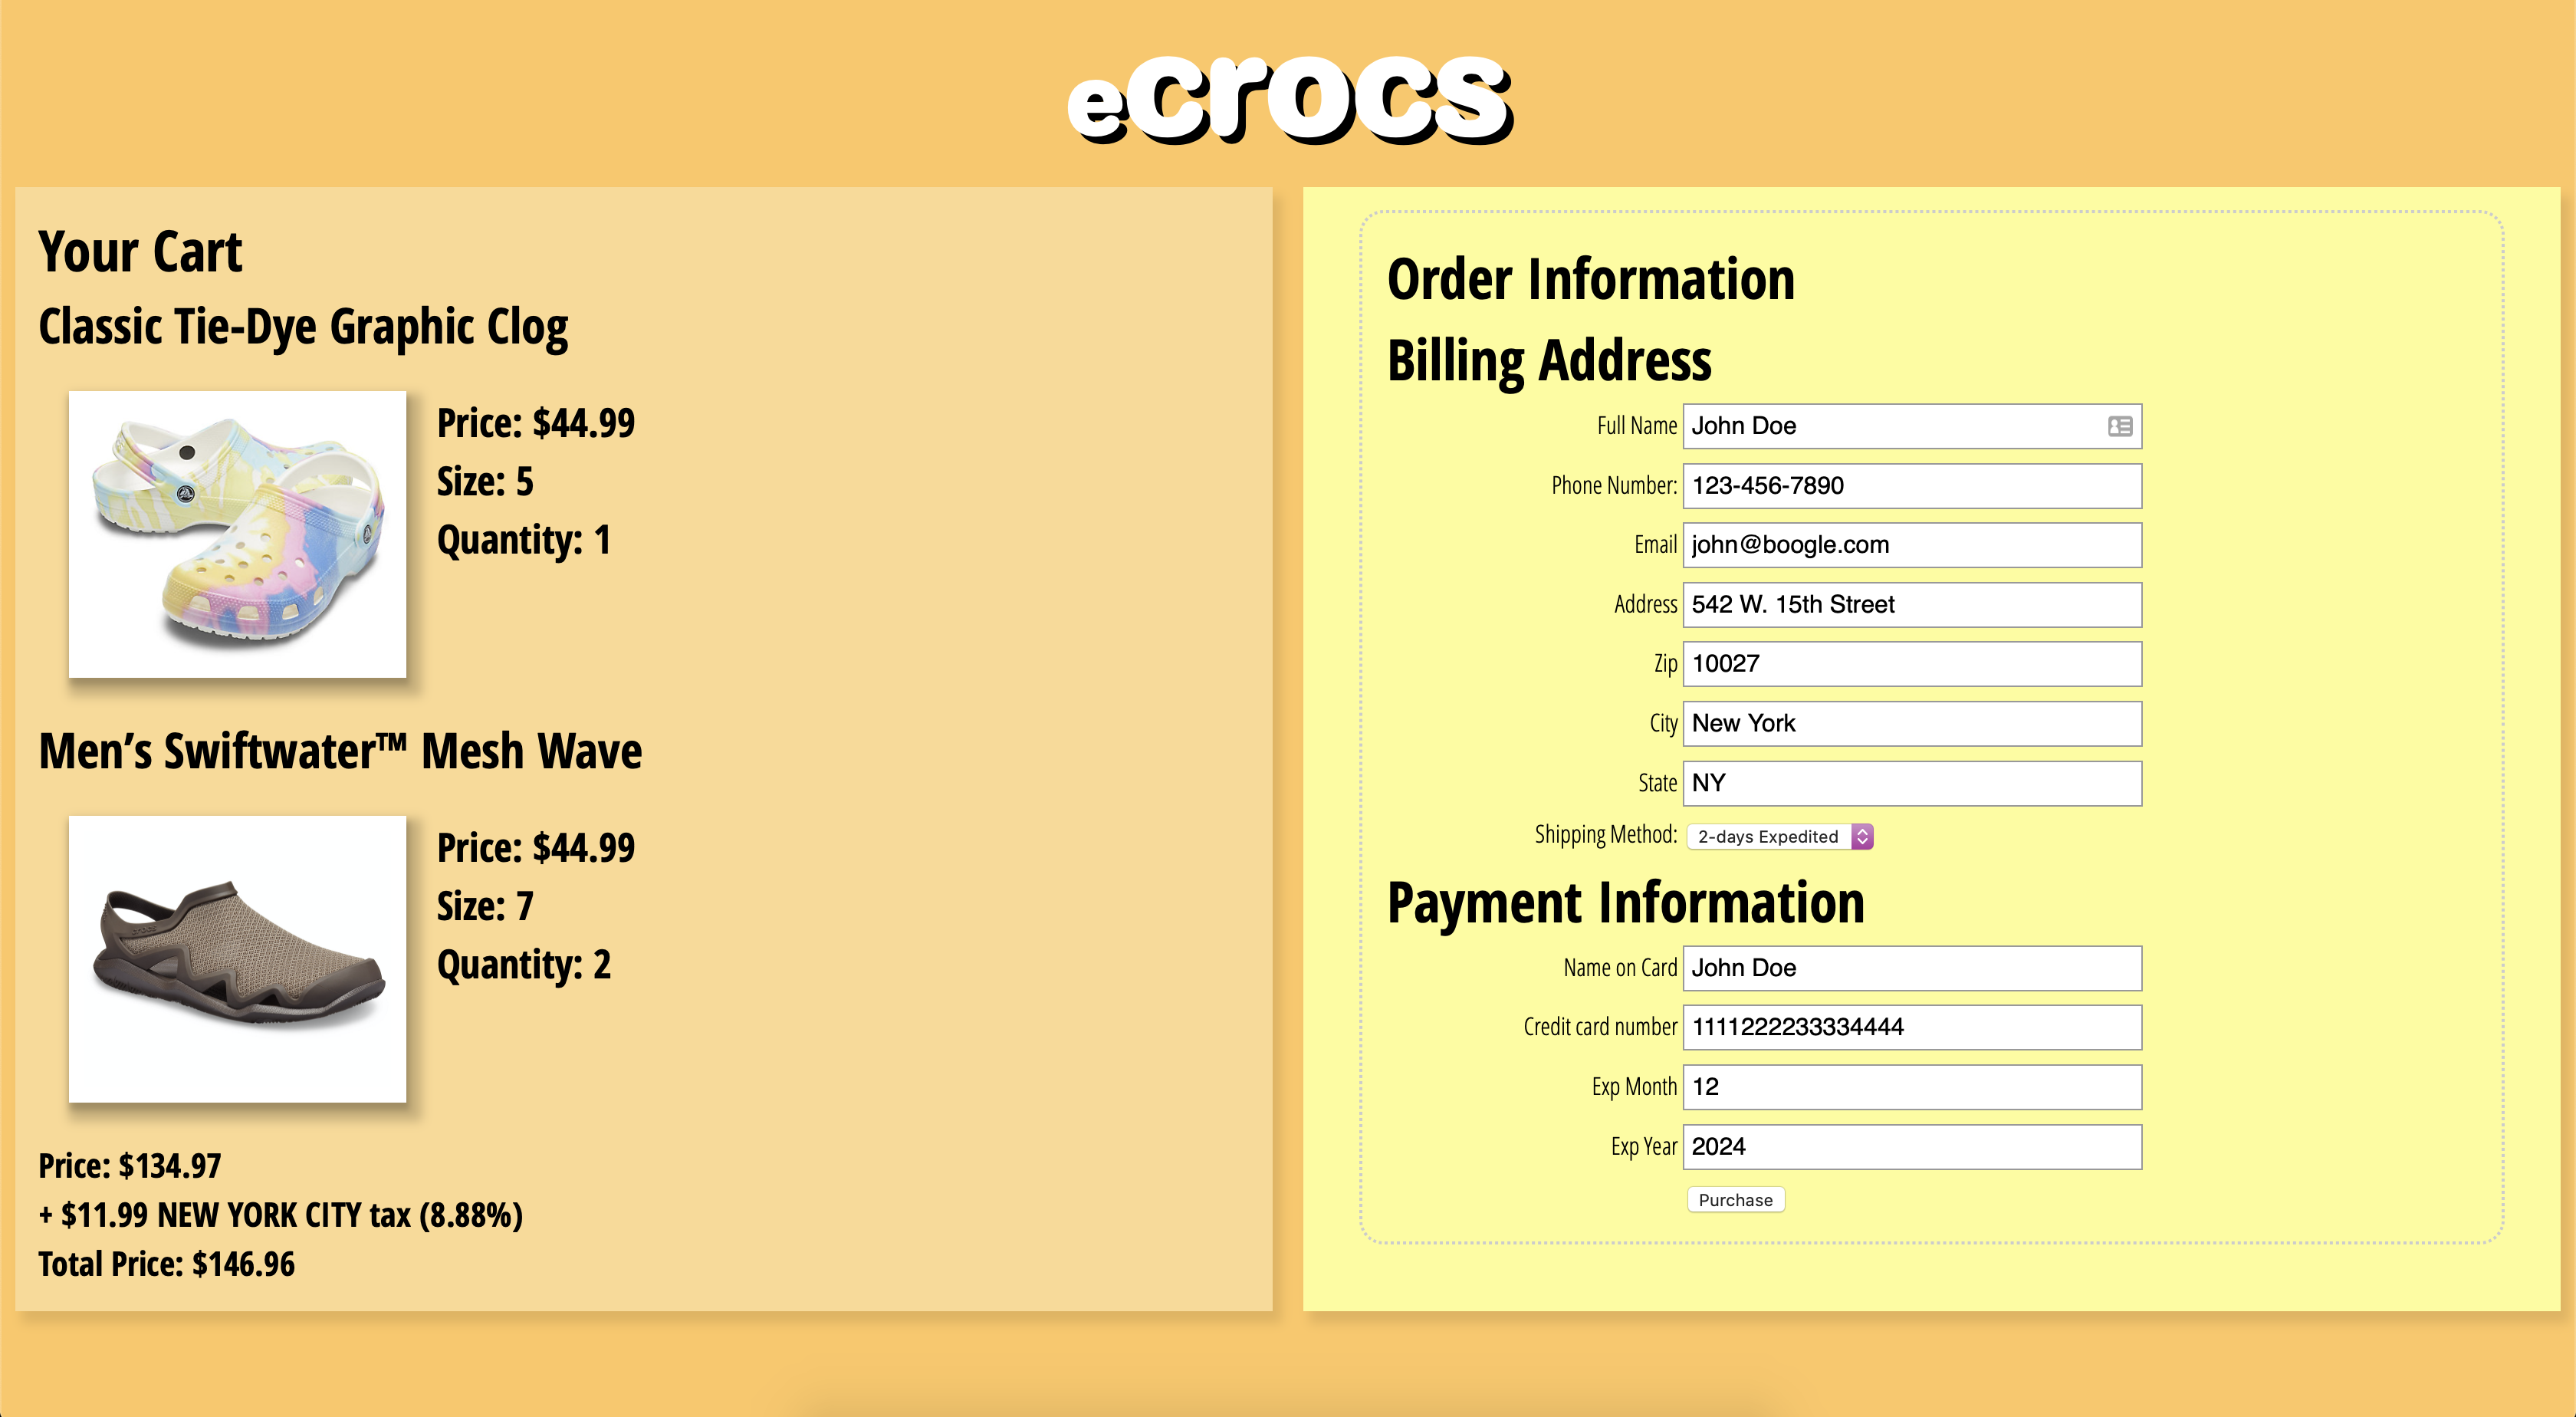 eCrocs
Your Cart
Classic Tie-Dye Graphic Clog
Price: $44.99
Size: 5
Quantity: 1
Men’s Swiftwater™ Mesh Wave
Price: $44.99
Size: 7
Quantity: 2
Price: $134.97
+ $11.99 NEW YORK CITY tax (8.88%)
Total Price: $146.96
Order Information
Billing Address
Full Name John Doe
Phone Number: 123-456-7890
Email john@boogle.com
Address 542 W. 15th Street
Zip 10027
City New York
State NY
Shipping Method: 2-days Expedited
Payment Information
Name on Card John Doe
Credit card number 1111222233334444
Exp Month 12
Exp Year 2024
Purchase